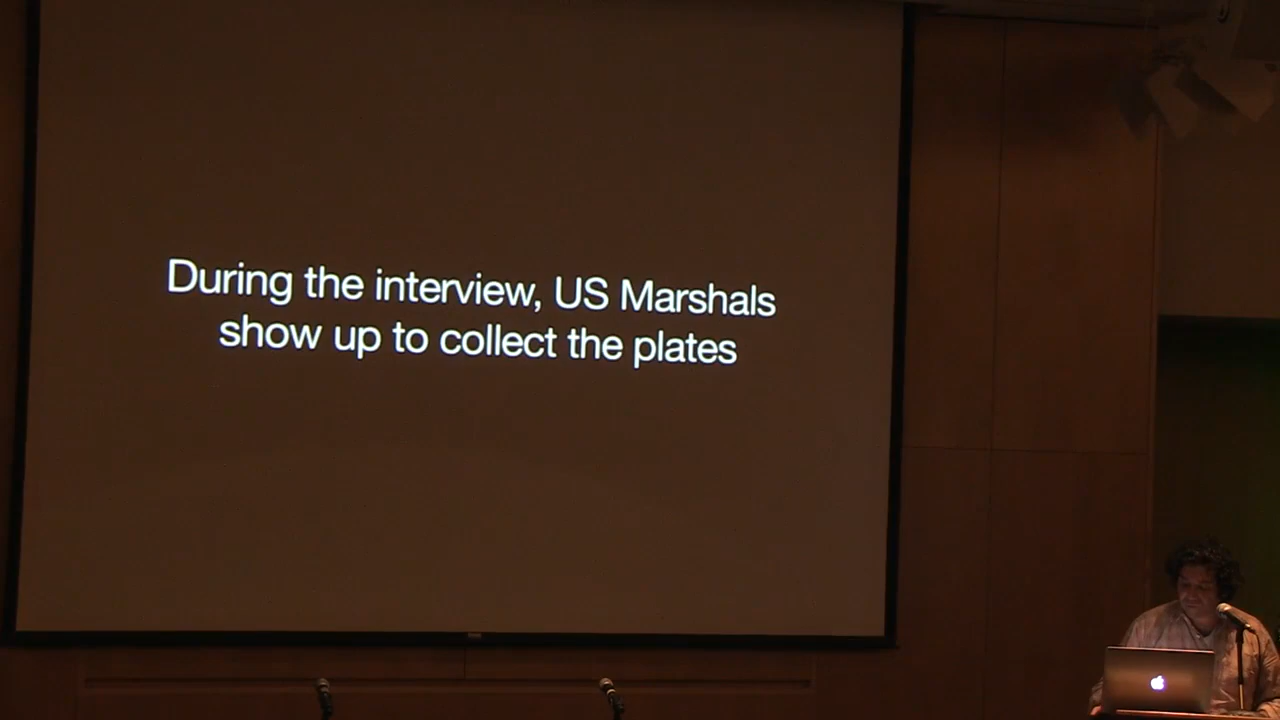 During the interview, US Marshals
show up to collect the plates